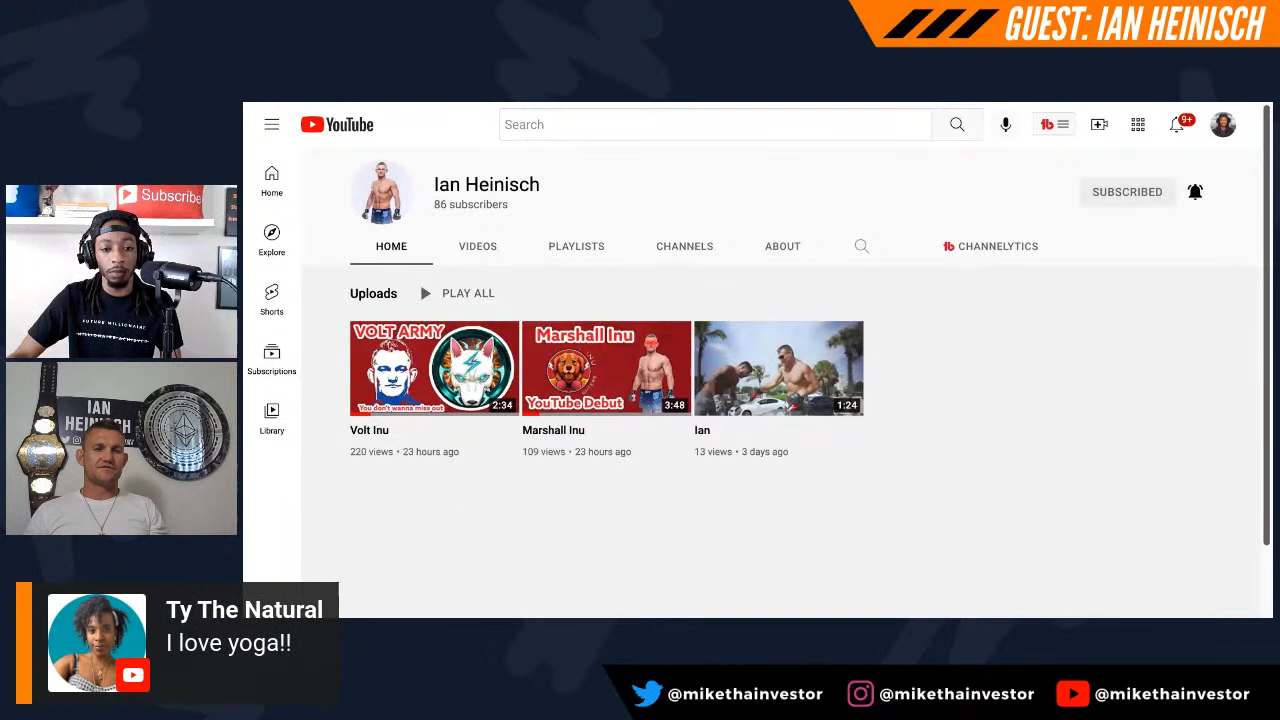 GUEST: IAN HEINISCH
YouTube
Search
9+
Home
Explore
Shorts
Subscriptions
Library
Ian Heinisch
86 subscribers
SUBSCRIBED
HOME
VIDEOS
PLAYLISTS
CHANNELS
ABOUT
CHANNELYTICS
Uploads
PLAY ALL
VOLT ARMY
You don't wanna miss out
2:34
Marshall Inu
YouTube Debut
3:48
1:24
Volt Inu
220 views • 23 hours ago
Marshall Inu
109 views • 23 hours ago
Ian
13 views • 3 days ago
Subscribe
FUTURE MILLIONAIRE
MILLIONAIRE ACHIEVED
IAN
HEINISCH
Ty The Natural
I love yoga!!
@mikethainvestor
@mikethainvestor
@mikethainvestor